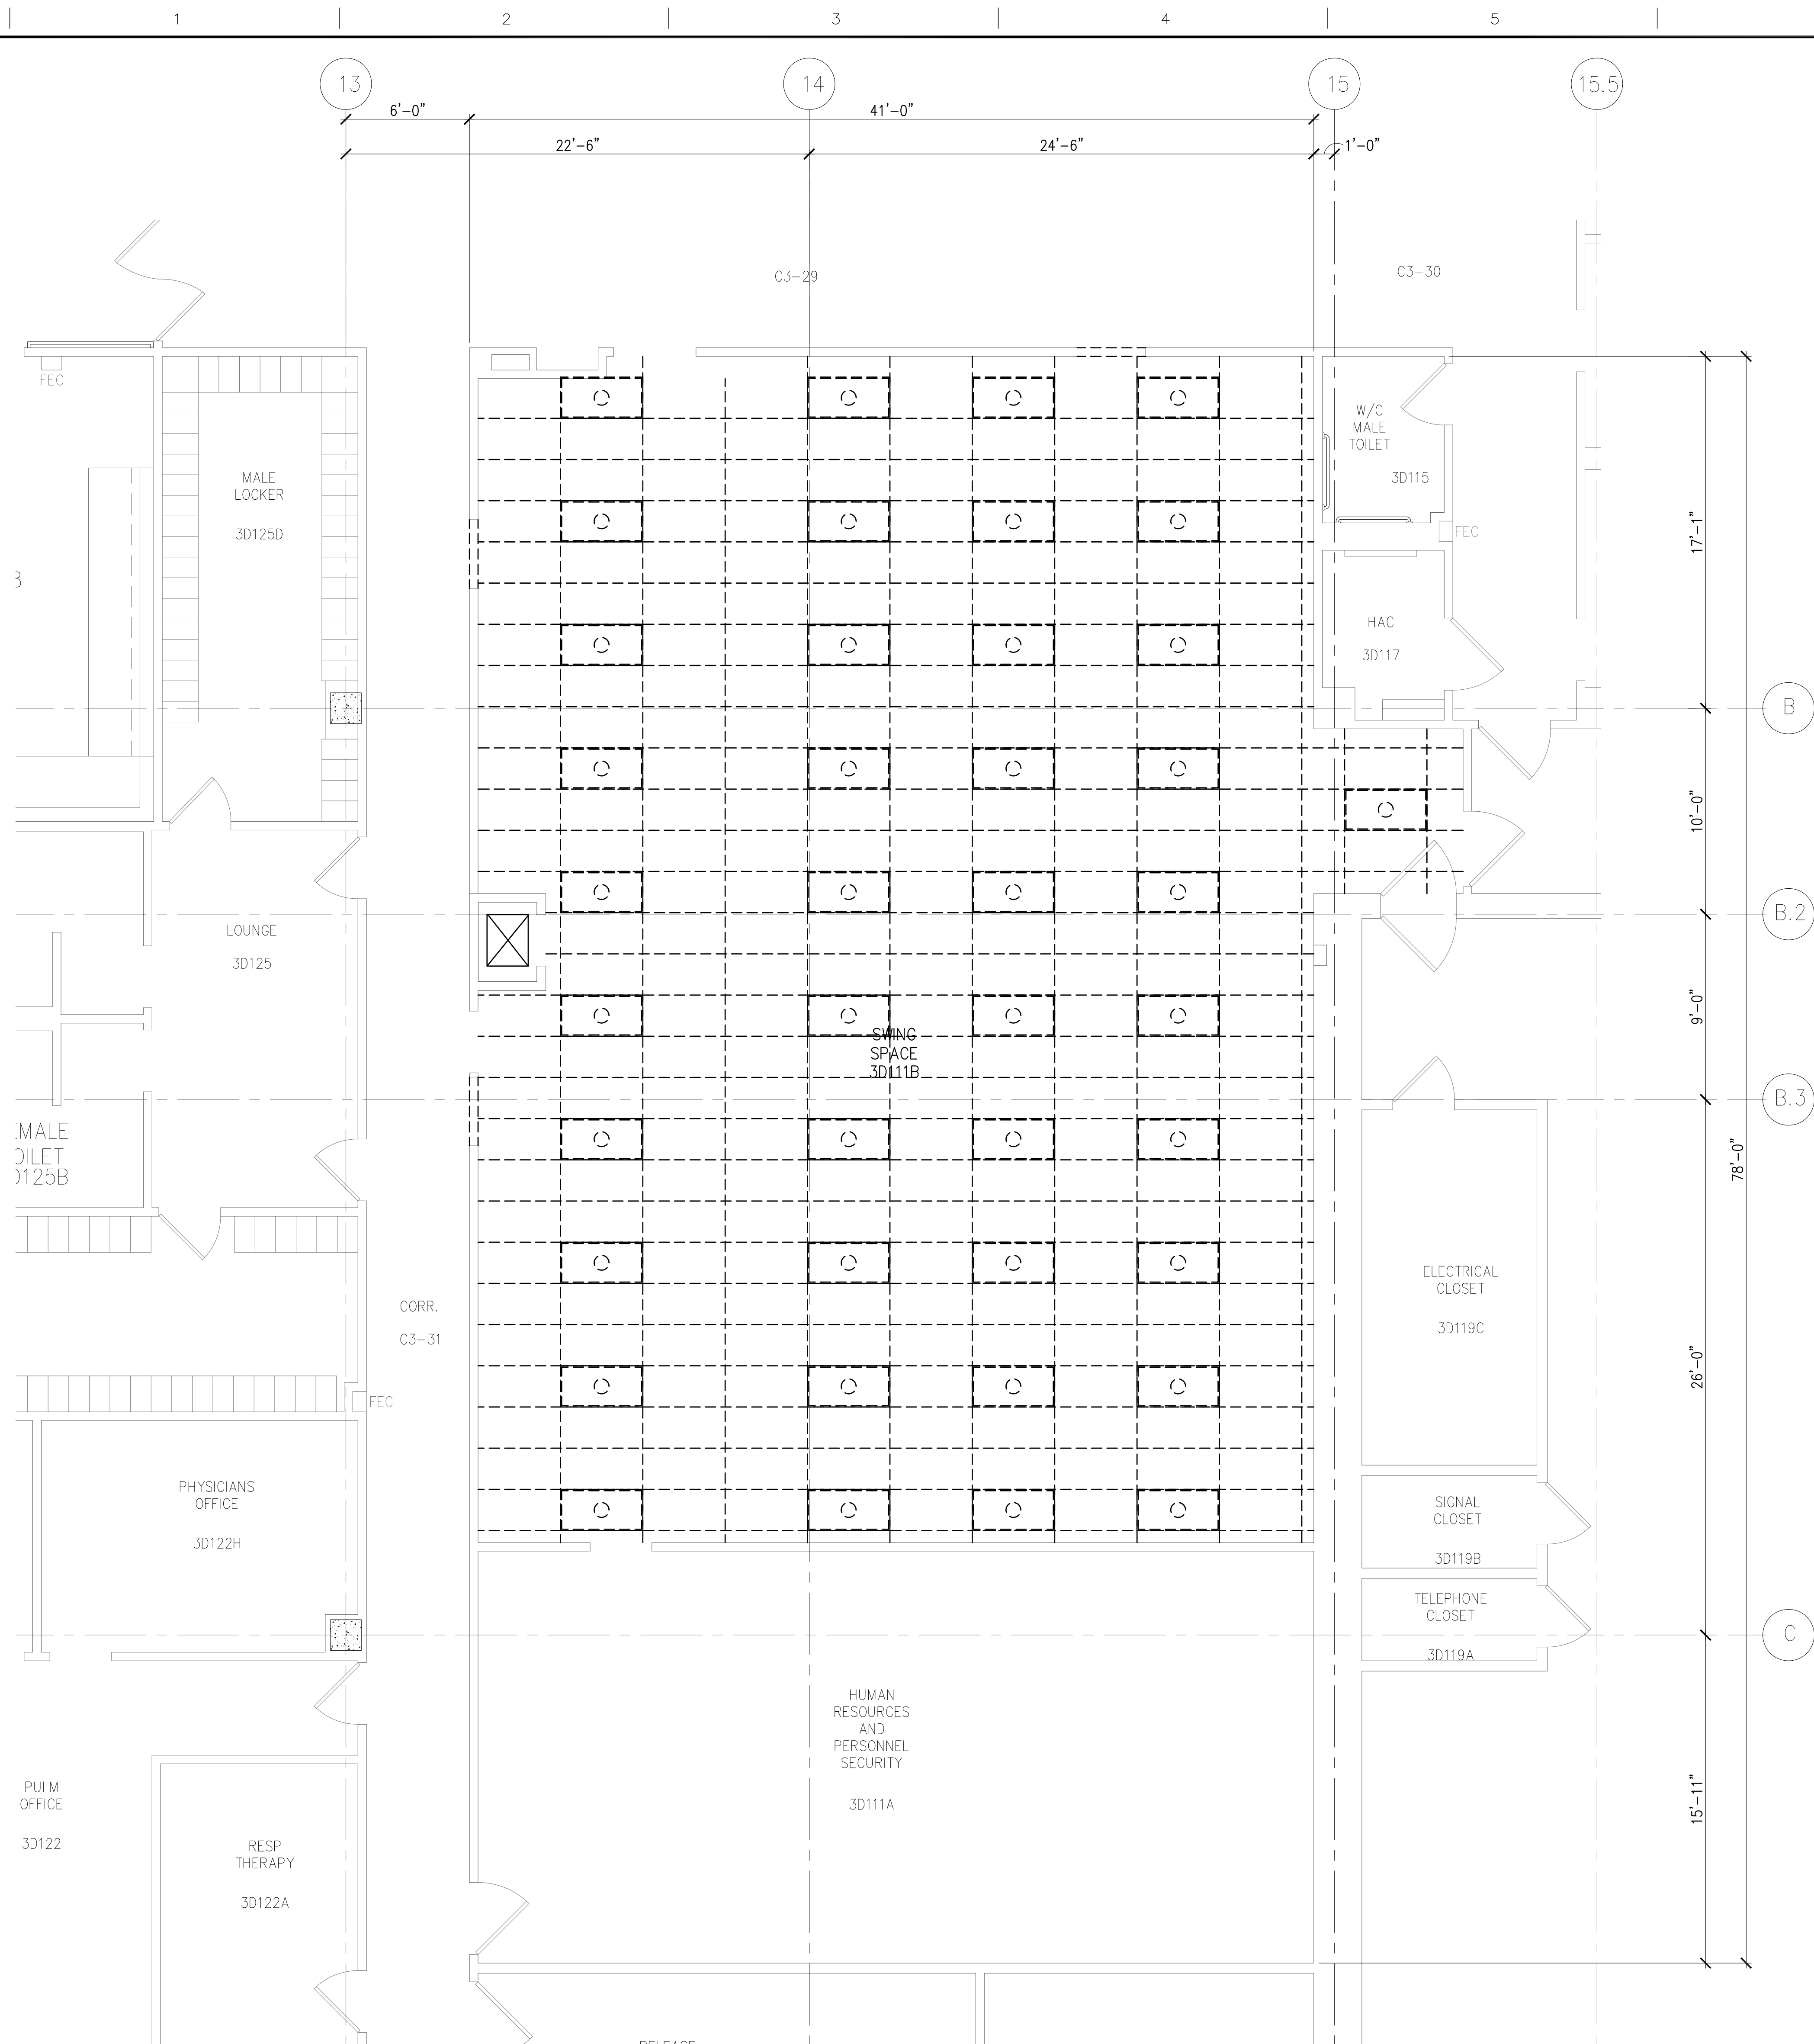 1 2 3 4 5
13 14 15 15.5
6'-0" 41'-0"
22'-6" 24'-6" 1'-0"
C3-29 C3-30
FEC
W/C
MALE
TOILET
3D115
MALE
LOCKER
3D125D
17'-1"
FEC
HAC
3D117
B
10'-0"
B.2
LOUNGE
3D125
9'-0"
SWING
SPACE
3D111B
B.3
78'-0"
ELECTRICAL
CLOSET
3D119C
CORR.
C3-31
26'-0"
FEC
PHYSICIANS
OFFICE
3D122H
SIGNAL
CLOSET
3D119B
TELEPHONE
CLOSET
3D119A
C
HUMAN
RESOURCES
AND
PERSONNEL
SECURITY
3D111A
15'-11"
PULM
OFFICE
3D122
RESP
THERAPY
3D122A